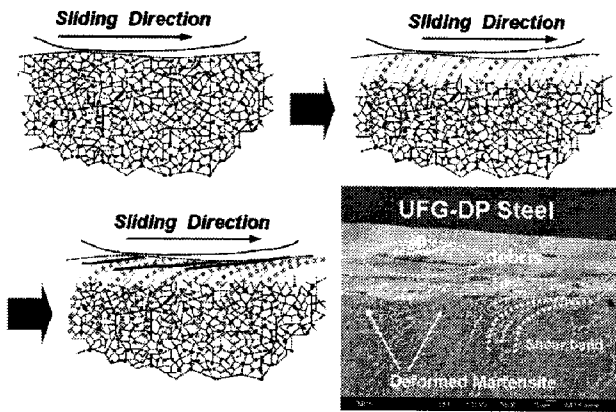 Sliding Direction
Sliding Direction
Sliding Direction
UFG-DP Steel
debris
Shear band
Deformed Martensite